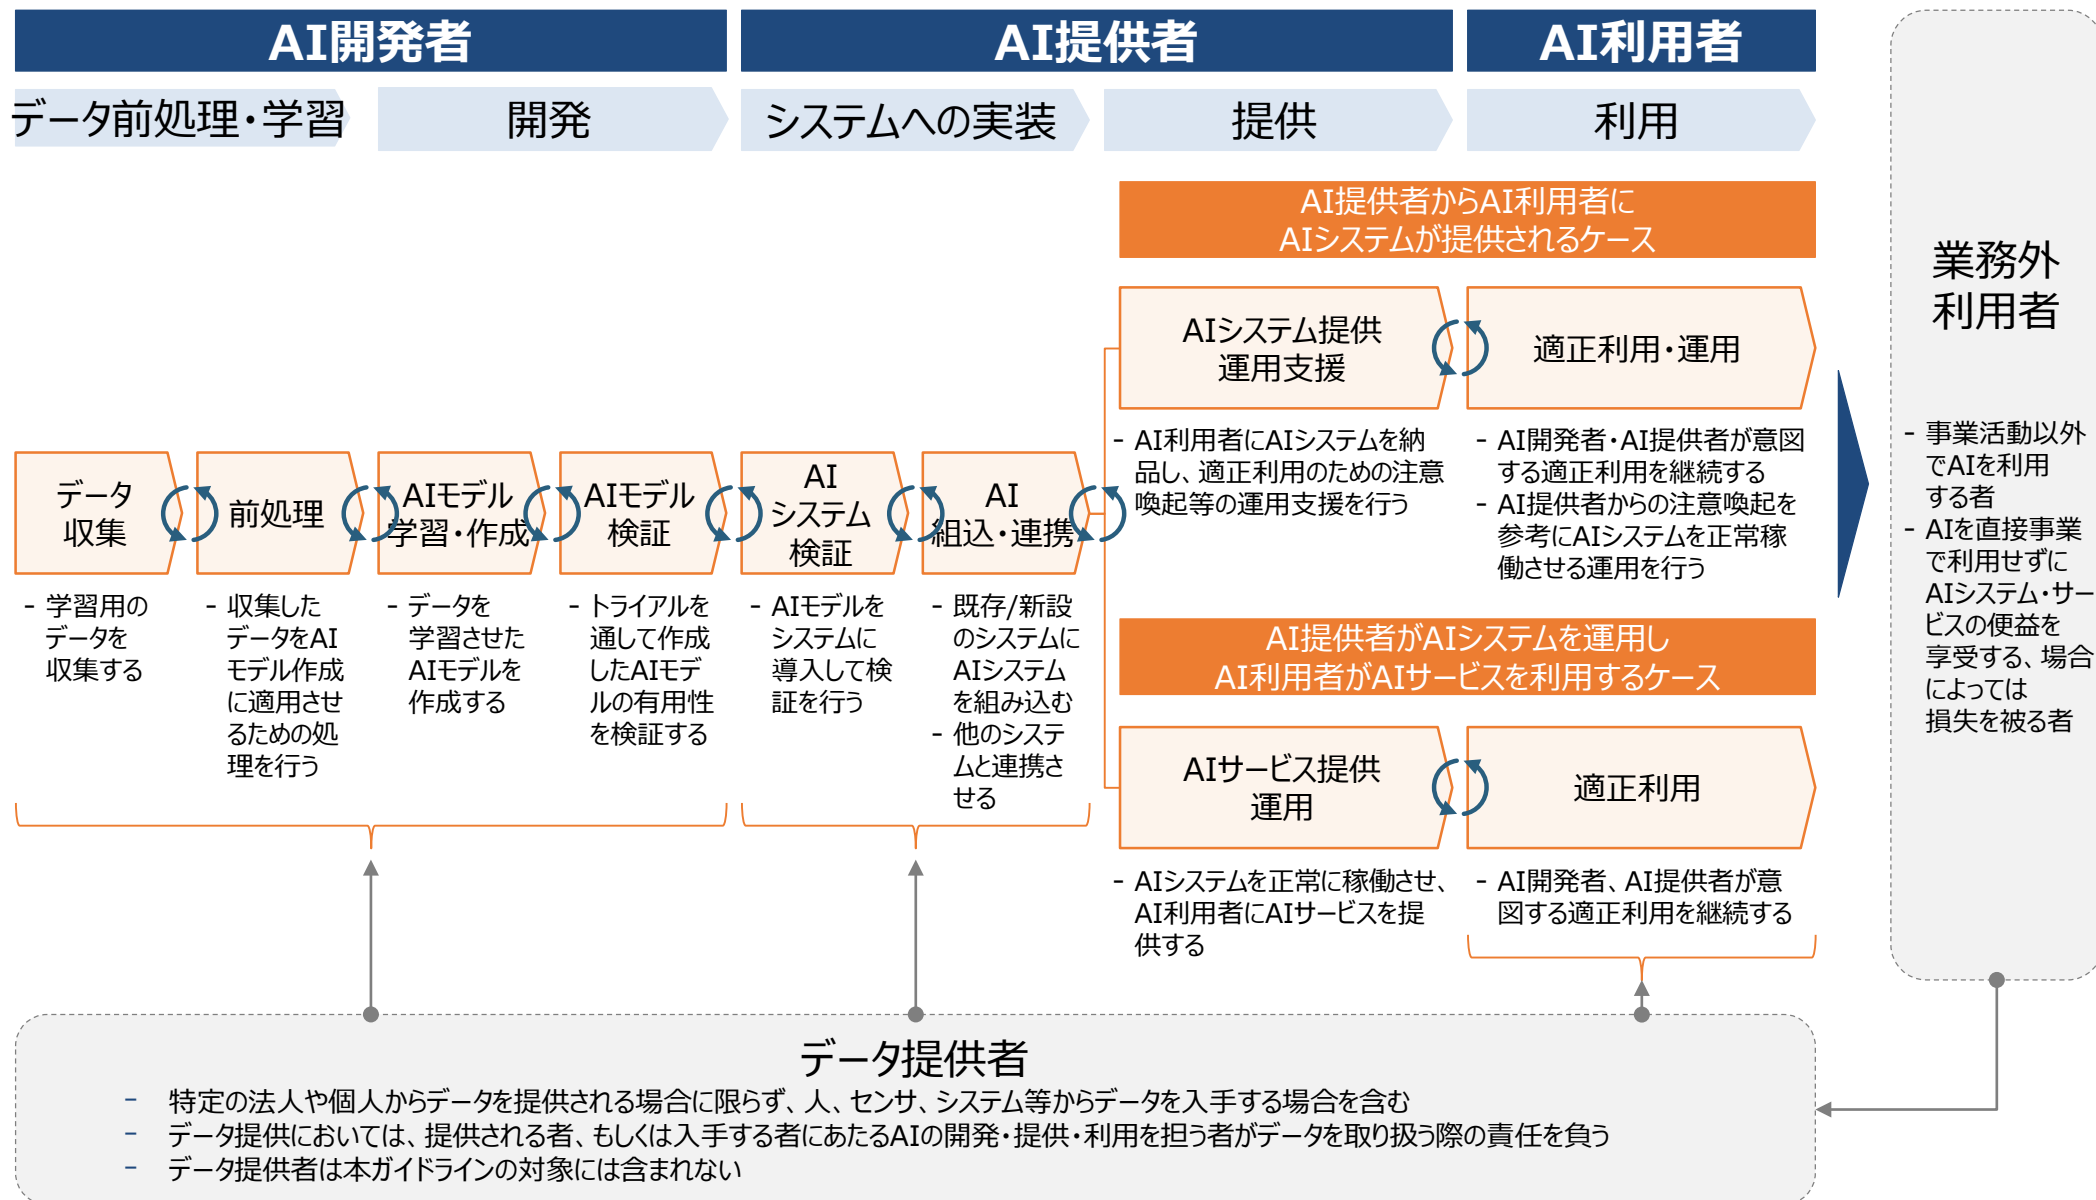 AI開発者
AI提供者
AI利用者
データ前処理・学習
開発
システムへの実装
提供
利用
AI提供者からAI利用者に
AIシステムが提供されるケース
データ
収集
- 学習用の
データを
収集する
前処理
- 収集した
データをAI
モデル作成
に適用させ
るための処
理を行う
AIモデル
学習・作成
- データを
学習させた
AIモデルを
作成する
AIモデル
検証
- トライアルを
通して作成
したAIモデ
ルの有用性
を検証する
AI
システム
検証
- AIモデルを
システムに
導入して検
証を行う
AI
組込・連携
- 既存/新設
のシステムに
AIシステム
を組み込む
- 他のシステ
ムと連携さ
せる
AIシステム提供
運用支援
- AI利用者にAIシステムを納
品し、適正利用のための注意
喚起等の運用支援を行う
適正利用・運用
- AI開発者・AI提供者が意図
する適正利用を継続する
- AI提供者からの注意喚起を
参考にAIシステムを正常稼
働させる運用を行う
AI提供者がAIシステムを運用し
AI利用者がAIサービスを利用するケース
AIサービス提供
運用
- AIシステムを正常に稼働させ、
AI利用者にAIサービスを提
供する
適正利用
- AI開発者、AI提供者が意
図する適正利用を継続する
業務外
利用者
- 事業活動以外
でAIを利用
する者
- AIを直接事業
で利用せずに
AIシステム・サー
ビスの便益を
享受する、場合
によっては
損失を被る者
データ提供者
- 特定の法人や個人からデータを提供される場合に限らず、人、センサ、システム等からデータを入手する場合を含む
- データ提供においては、提供される者、もしくは入手する者にあたるAIの開発・提供・利用を担う者がデータを取り扱う際の責任を負う
- データ提供者は本ガイドラインの対象には含まれない